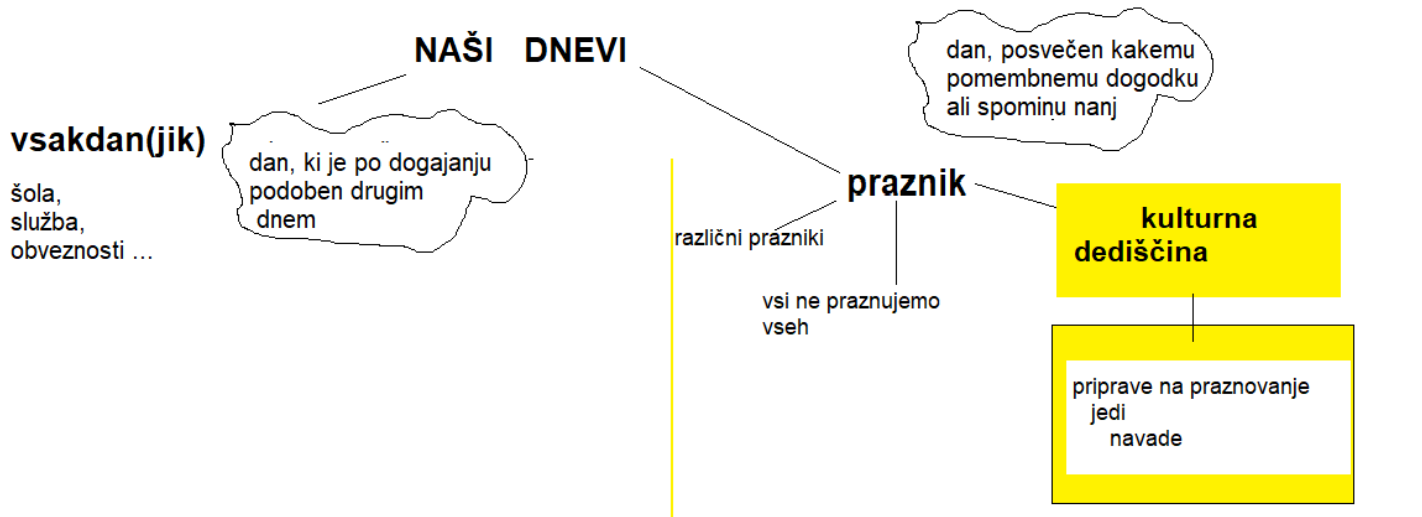 NAŠI DNEVI
vsakdan(jik)
šola,
služba,
obveznosti ...
dan, ki je po dogajanju
podoben drugim
dnem
dan, posvečen kakemu
pomembnemu dogodku
ali spominu nanj
praznik
različni prazniki
vsi ne praznujemo
vseh
kulturna
dediščina
priprave na praznovanje
jedi
navade